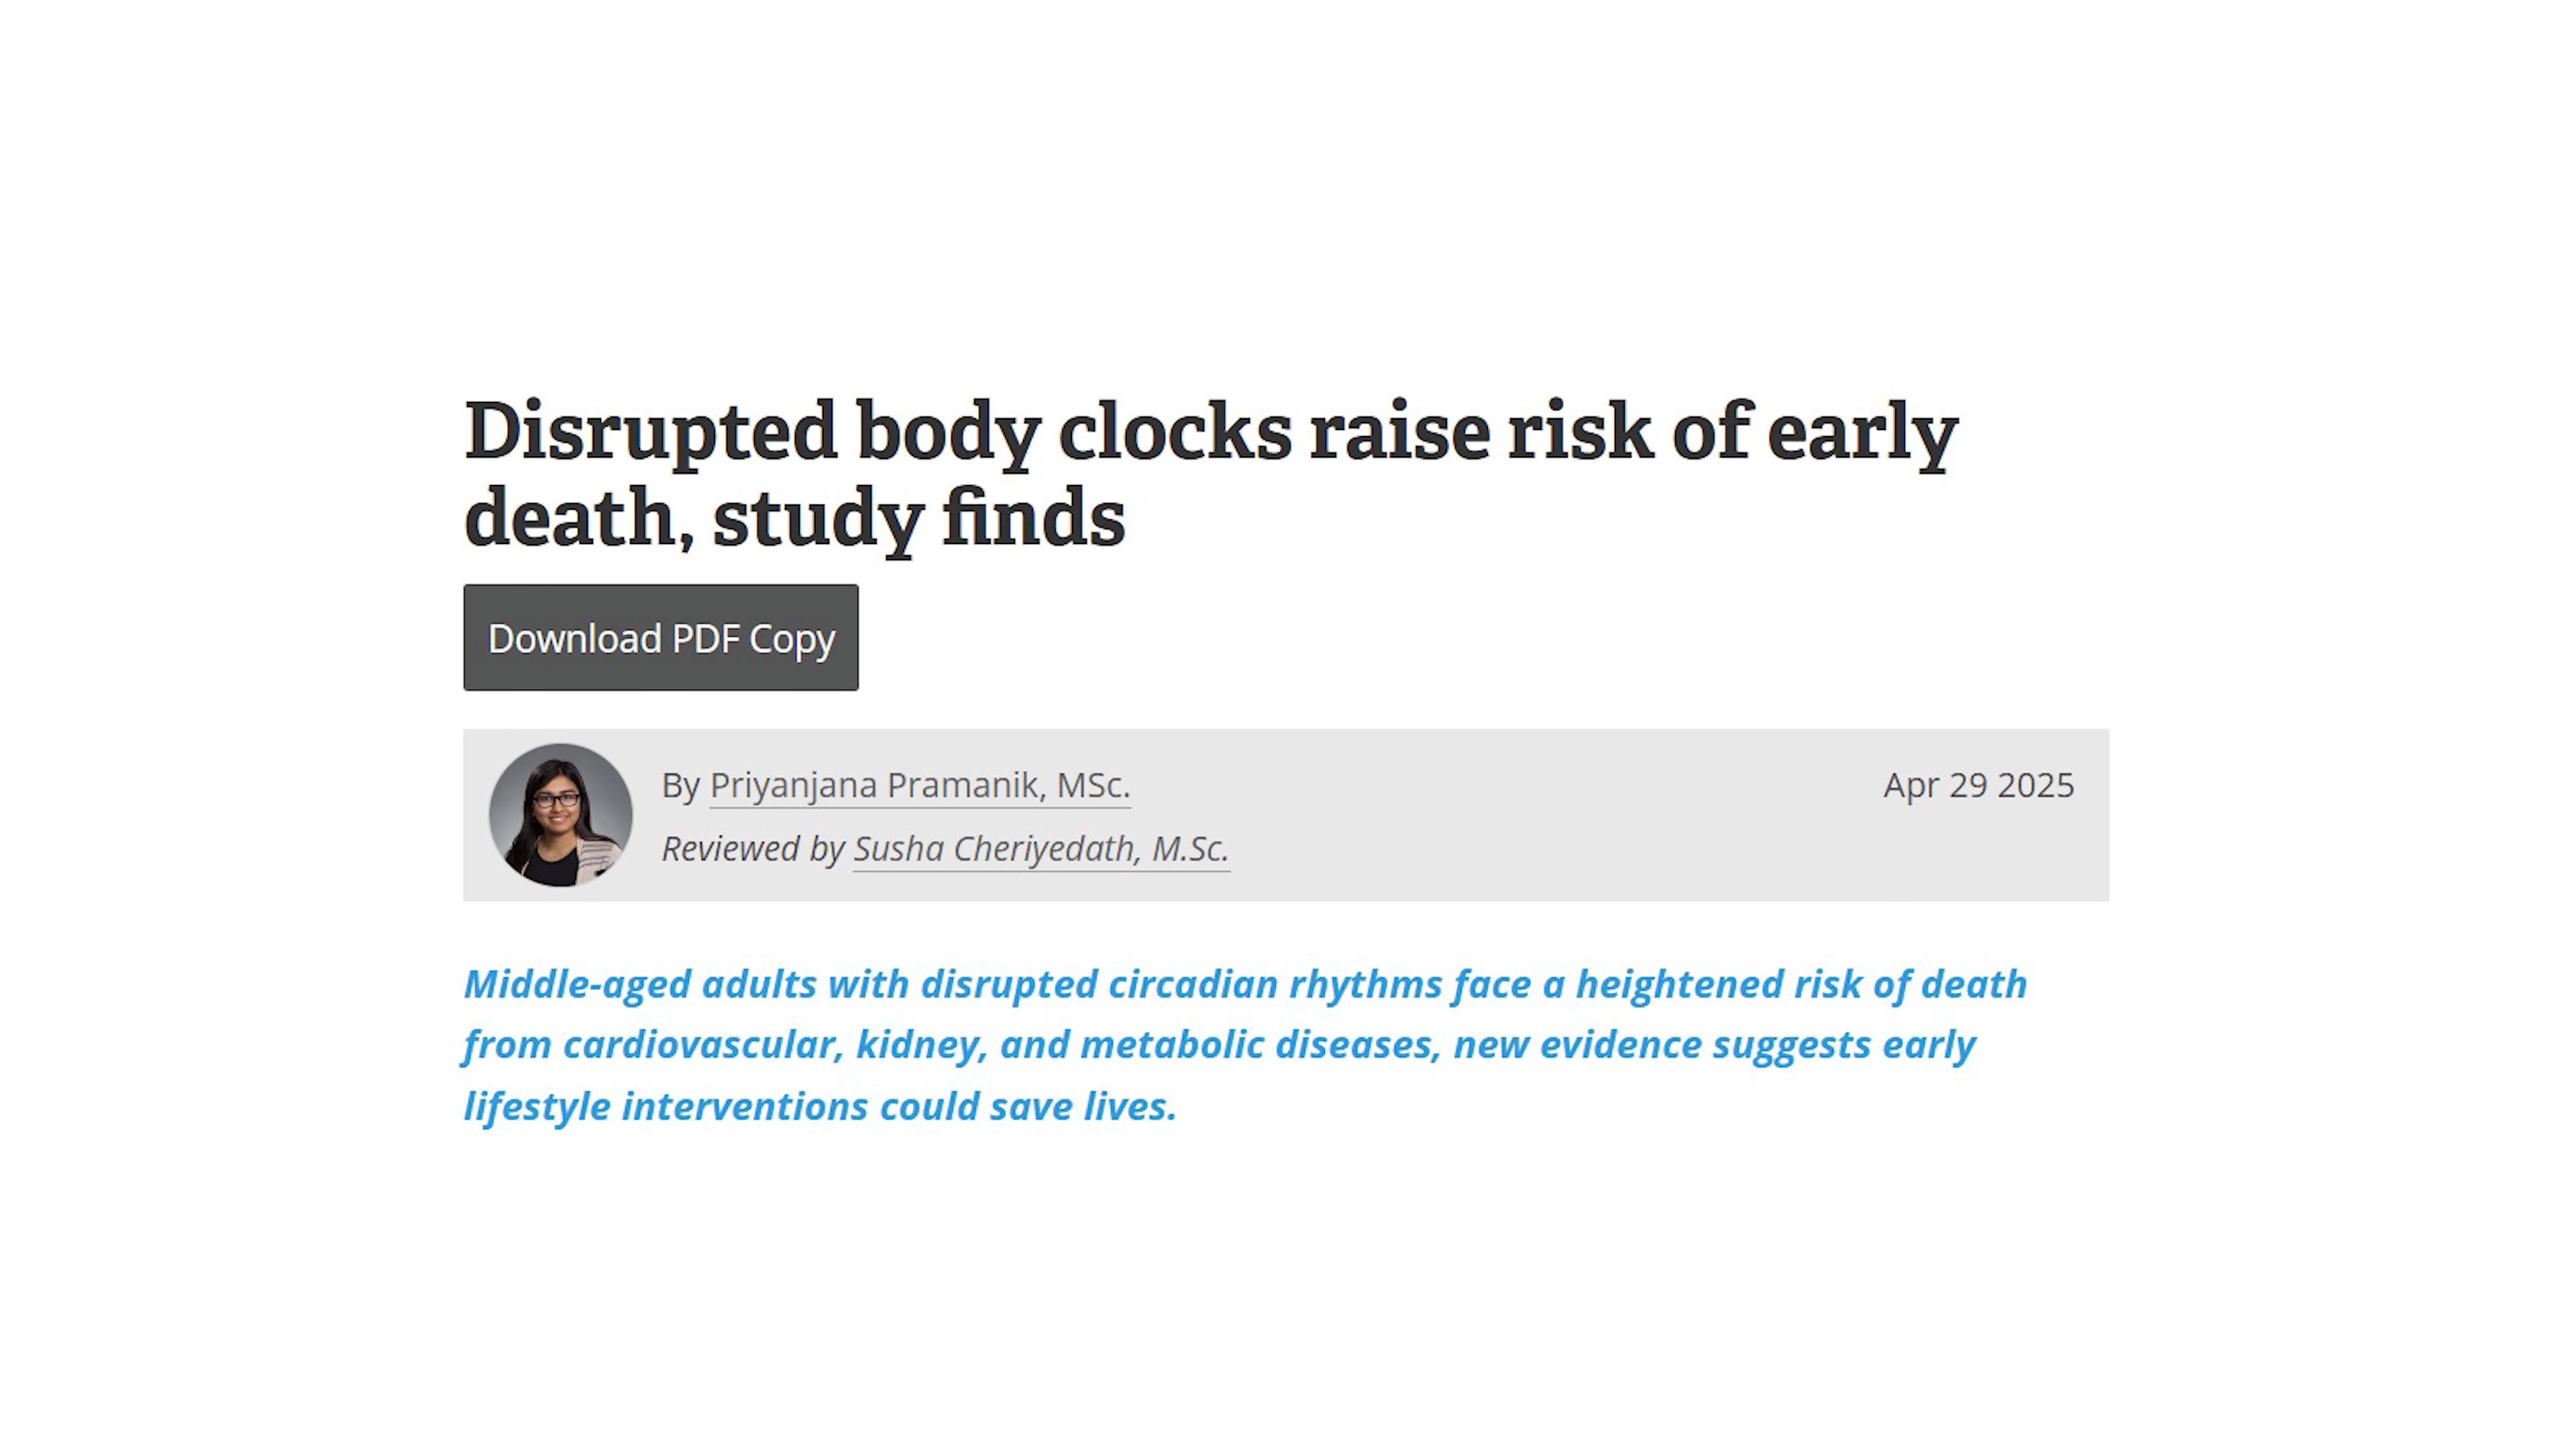 Disrupted body clocks raise risk of early
death, study finds
Download PDF Copy
By Priyanjana Pramanik, MSc.
Apr 29 2025
Reviewed by Susha Cheriyedath, M.Sc.
Middle-aged adults with disrupted circadian rhythms face a heightened risk of death
from cardiovascular, kidney, and metabolic diseases, new evidence suggests early
lifestyle interventions could save lives.